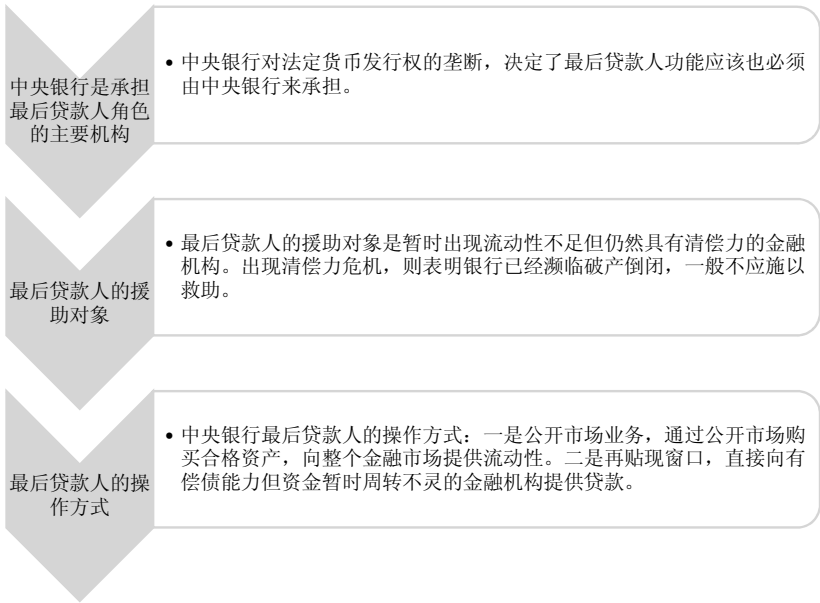 中央银行是承担
最后贷款人角色
的主要机构
• 中央银行对法定货币发行权的垄断，决定了最后贷款人功能应该也必须
由中央银行来承担。
最后贷款人的援
助对象
• 最后贷款人的援助对象是暂时出现流动性不足但仍然具有清偿力的金融
机构。出现清偿力危机，则表明银行已经濒临破产倒闭，一般不应施以
救助。
最后贷款人的操
作方式
• 中央银行最后贷款人的操作方式：一是公开市场业务，通过公开市场购
买合格资产，向整个金融市场提供流动性。二是再贴现窗口，直接向有
偿债能力但资金暂时周转不灵的金融机构提供贷款。